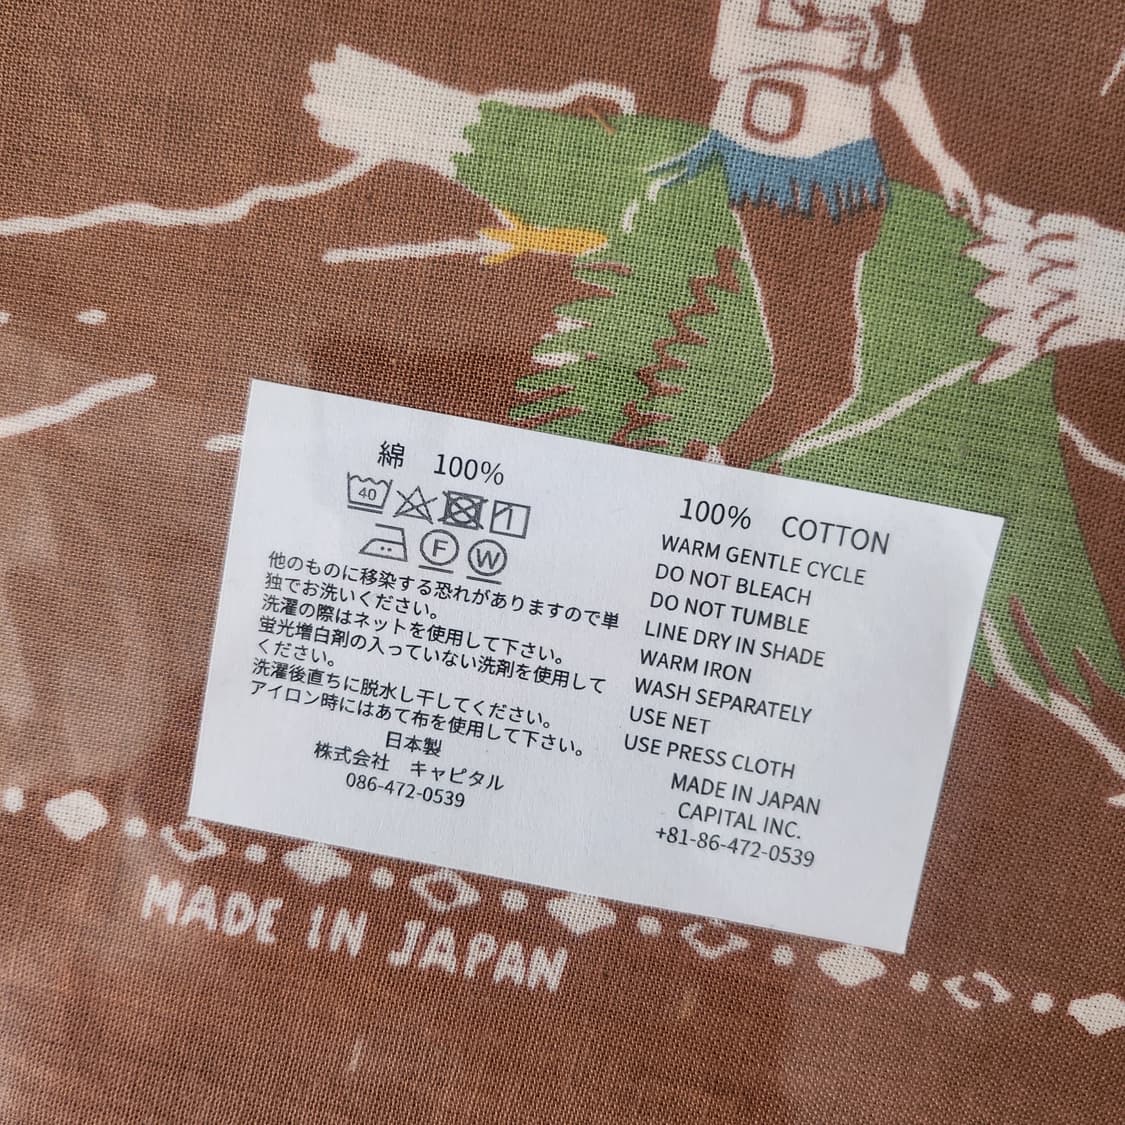 綿 100%
40
F W
他のものに移染する恐れがありますので単
独でお洗いください。
洗濯の際はネットを使用して下さい。
蛍光増白剤の入っていない洗剤を使用して
ください。
洗濯後直ちに脱水し干してください。
アイロン時にはあて布を使用して下さい。
日本製
株式会社 キャピタル
086-472-0539
100% COTTON
WARM GENTLE CYCLE
DO NOT BLEACH
DO NOT TUMBLE
LINE DRY IN SHADE
WARM IRON
WASH SEPARATELY
USE NET
USE PRESS CLOTH
MADE IN JAPAN
CAPITAL INC.
+81-86-472-0539
MADE IN JAPAN